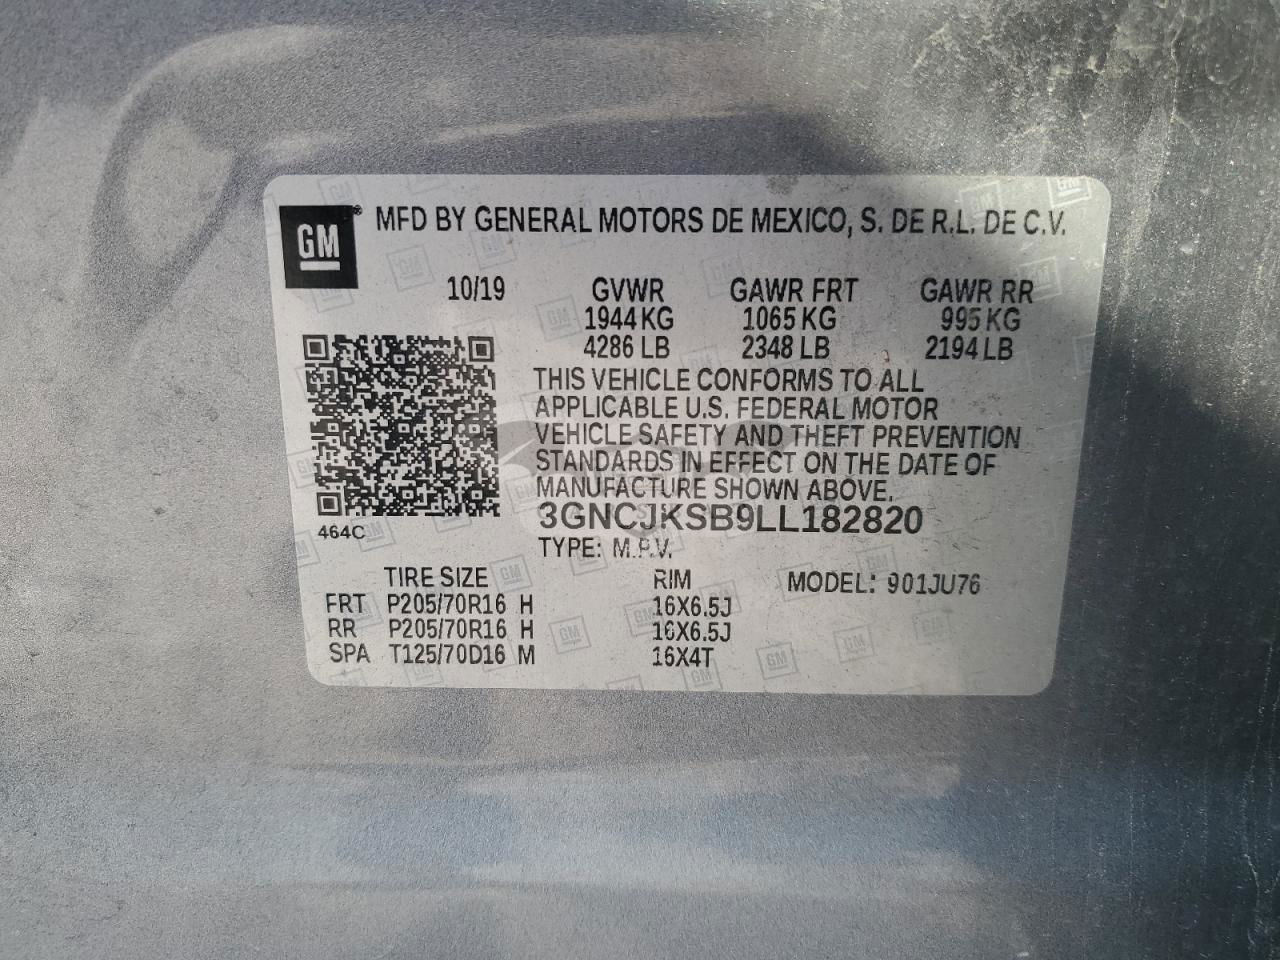 GM ® MFD BY GENERAL MOTORS DE MEXICO, S. DE R.L. DE C.V.
10/19 GVWR GAWR FRT GAWR RR
1944 KG 1065 KG 995 KG
4286 LB 2348 LB 2194 LB
THIS VEHICLE CONFORMS TO ALL
APPLICABLE U.S. FEDERAL MOTOR
VEHICLE SAFETY AND THEFT PREVENTION
STANDARDS IN EFFECT ON THE DATE OF
MANUFACTURE SHOWN ABOVE.
3GNCJKSB9LL182820
464C
TYPE: M.P.V.
TIRE SIZE RIM MODEL: 901JU76
FRT P205/70R16 H 16X6.5J
RR P205/70R16 H 16X6.5J
SPA T125/70D16 M 16X4T